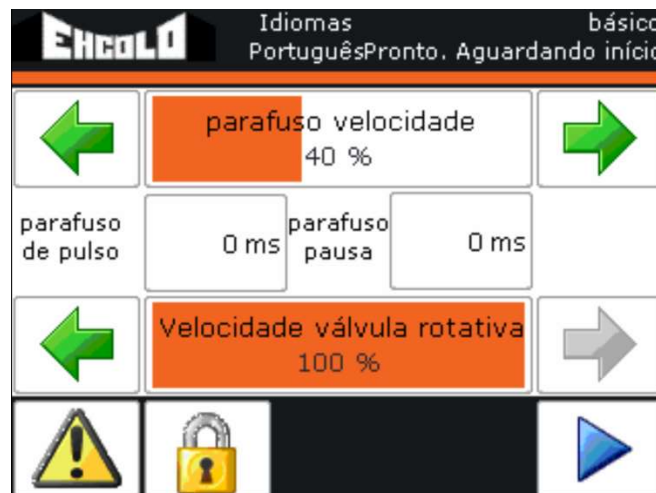 EHCOLO
Idiomas básico
PortuguêsPronto. Aguardando início
parafuso velocidade
40 %
parafuso
de pulso
0 ms
parafuso
pausa
0 ms
Velocidade válvula rotativa
100 %